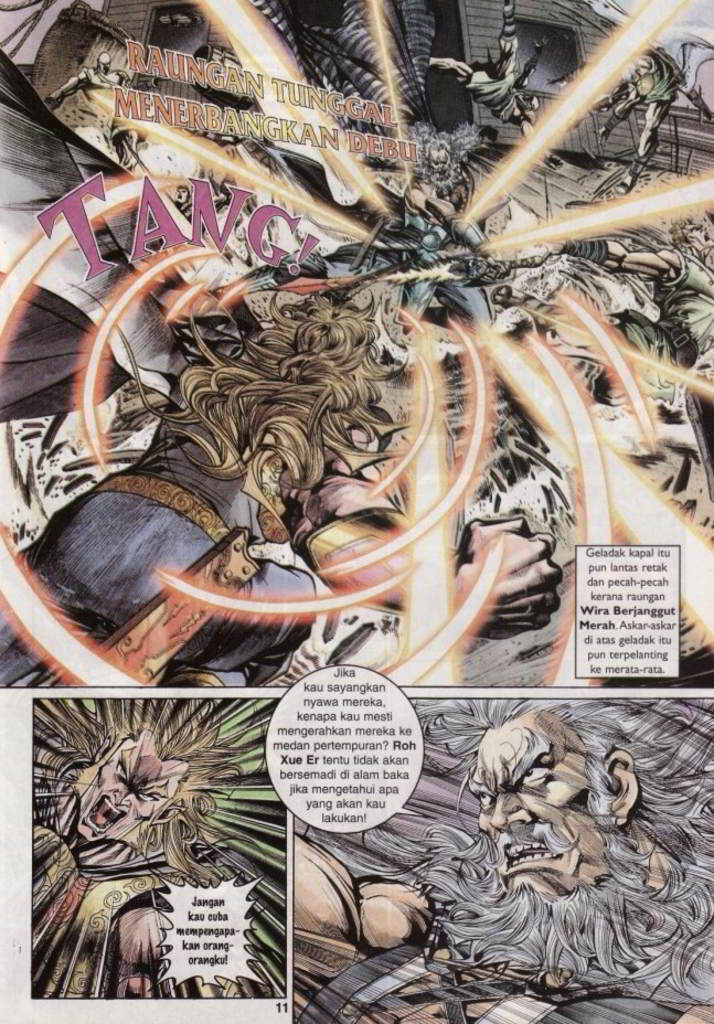 RAUNGAN TUNGGAL
MENERBANGKAN DEBU
TANG!
Geladak kapal itu
pun lantas retak
dan pecah-pecah
kerana raungan
Wira Berjanggut
Merah. Askar-askar
di atas geladak itu
pun terpelanting
ke merata-rata.
Jika
kau sayangkan
nyawa mereka,
kenapa kau mesti
mengerahkan mereka ke
medan pertempuran? Roh
Xue Er tentu tidak akan
bersemadi di alam baka
jika mengetahui apa
yang akan kau
lakukan!
Jangan
kau cuba
mempengapa-
kan orang-
orangku!
11